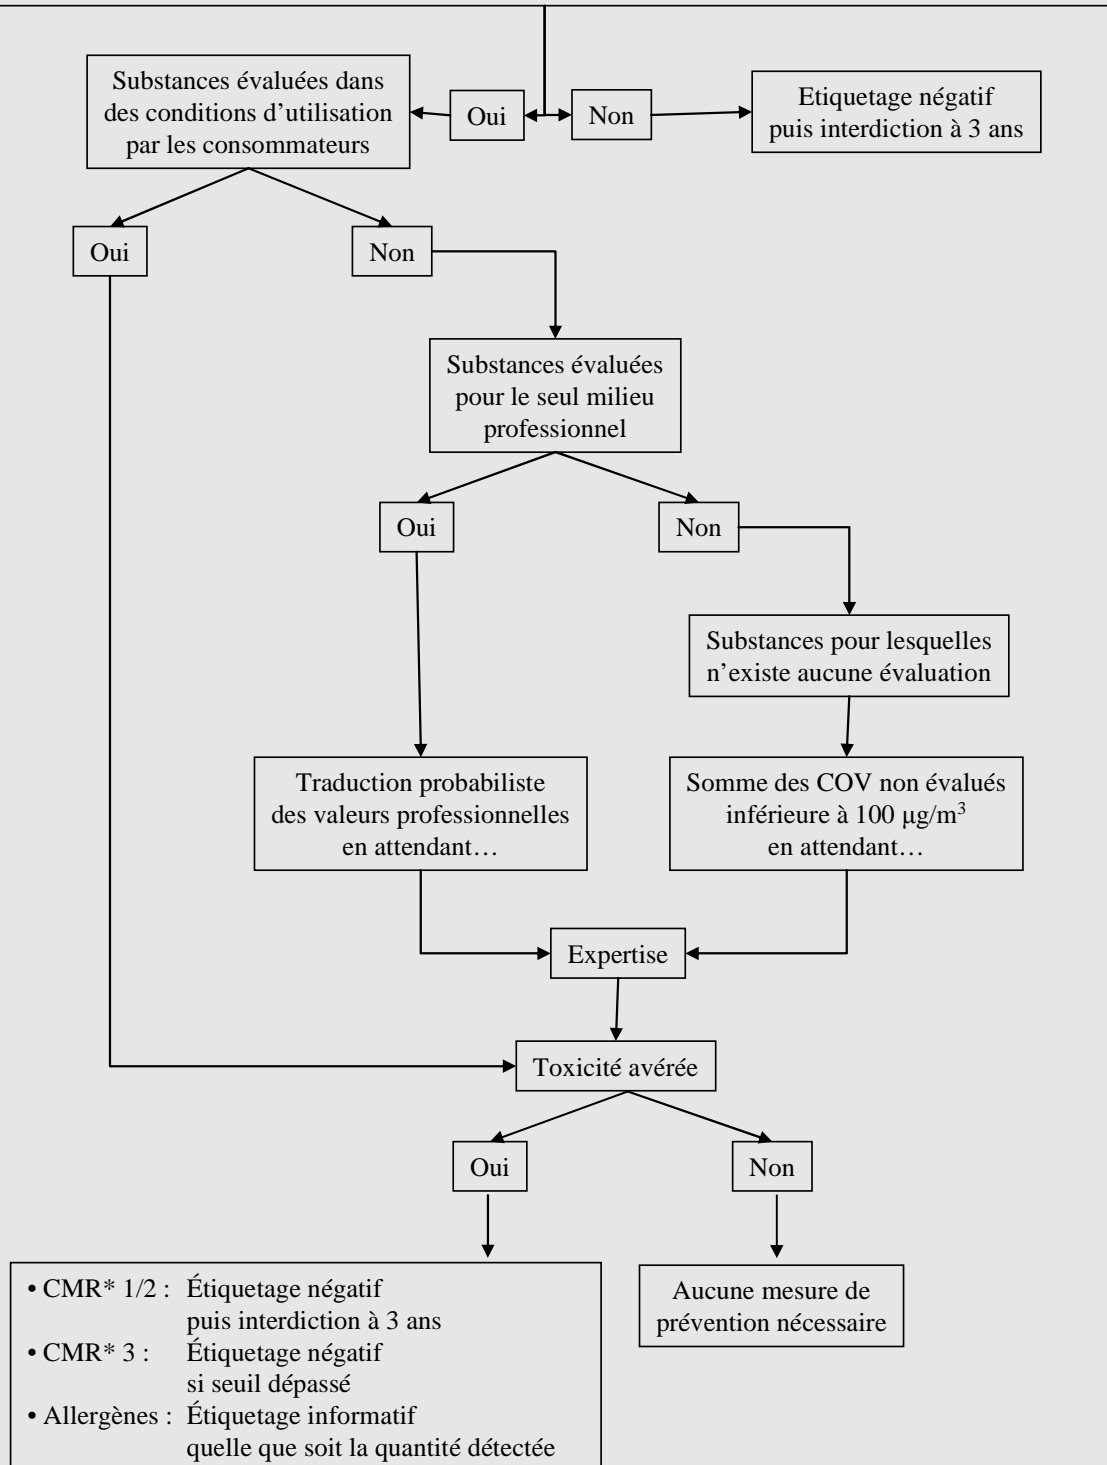 Substances évaluées dans
des conditions d’utilisation
par les consommateurs
Oui
Non
Etiquetage négatif
puis interdiction à 3 ans
Oui
Non
Substances évaluées
pour le seul milieu
professionnel
Oui
Non
Substances pour lesquelles
n’existe aucune évaluation
Traduction probabiliste
des valeurs professionnelles
en attendant…
Somme des COV non évalués
inférieure à 100 µg/m³
en attendant…
Expertise
Toxicité avérée
Oui
Non
• CMR* 1/2 : Étiquetage négatif
puis interdiction à 3 ans
• CMR* 3 : Étiquetage négatif
si seuil dépassé
• Allergènes : Étiquetage informatif
quelle que soit la quantité détectée
Aucune mesure de
prévention nécessaire